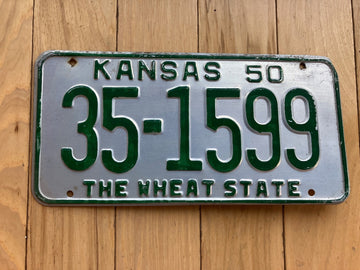 KANSAS 50
35-1599
THE WHEAT STATE